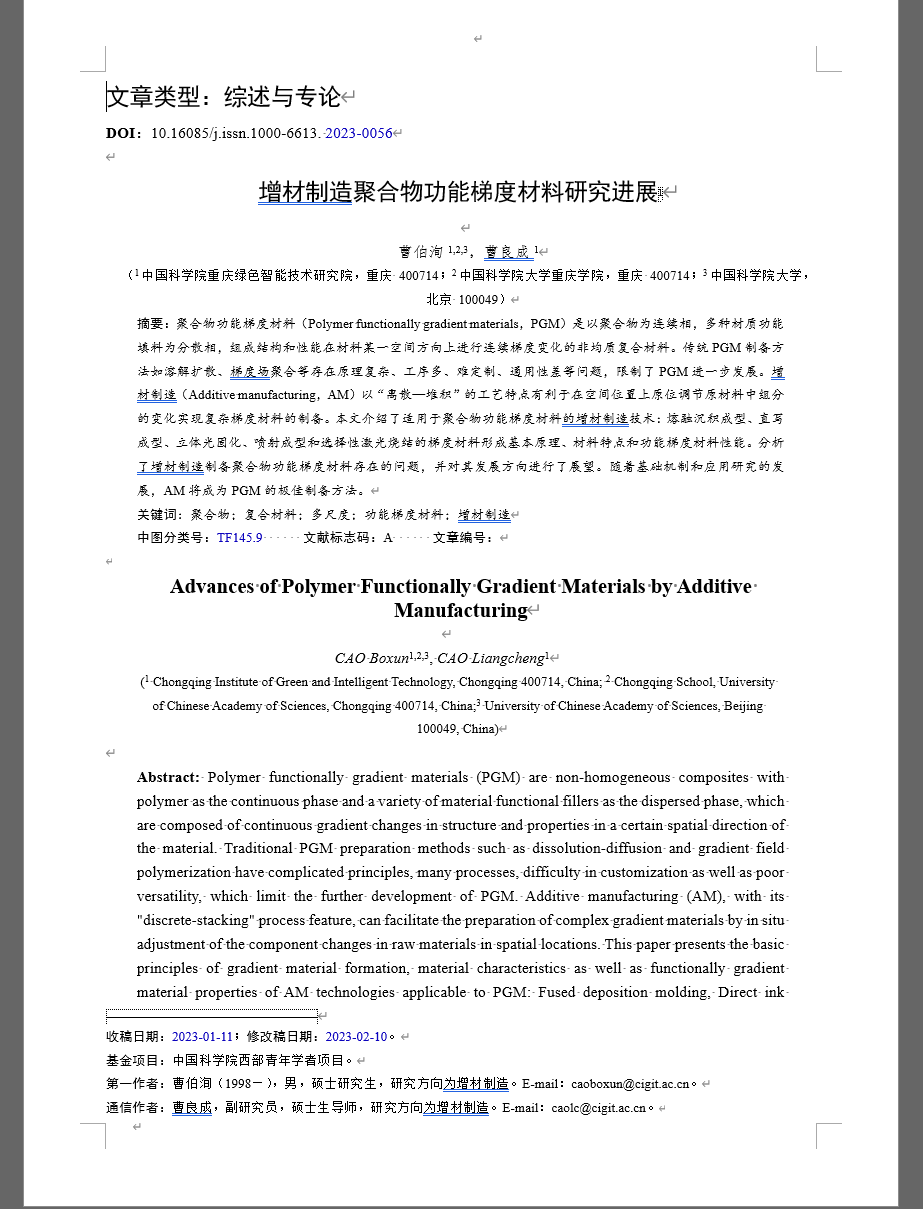 文章类型：综述与专论
DOI：10.16085/j.issn.1000-6613. 2023-0056
增材制造聚合物功能梯度材料研究进展
曹伯洵 1,2,3，曹良成 1
（1 中国科学院重庆绿色智能技术研究院，重庆 400714；2 中国科学院大学重庆学院，重庆 400714；3 中国科学院大学，
北京 100049）
摘要：聚合物功能梯度材料（Polymer functionally gradient materials，PGM）是以聚合物为连续相，多种材质功能
填料为分散相，组成结构和性能在材料某一空间方向上进行连续梯度变化的非均质复合材料。传统 PGM 制备方
法如溶解扩散、梯度场聚合等存在原理复杂、工序多、难定制、通用性差等问题，限制了 PGM 进一步发展。增
材制造（Additive manufacturing，AM）以“离散—堆积”的工艺特点有利于在空间位置上原位调节原材料中组分
的变化实现复杂梯度材料的制备。本文介绍了适用于聚合物功能梯度材料的增材制造技术：熔融沉积成型、直写
成型、立体光固化、喷射成型和选择性激光烧结的梯度材料形成基本原理、材料特点和功能梯度材料性能。分析
了增材制造制备聚合物功能梯度材料存在的问题，并对其发展方向进行了展望。随着基础机制和应用研究的发
展，AM 将成为 PGM 的极佳制备方法。
关键词：聚合物；复合材料；多尺度；功能梯度材料；增材制造
中图分类号：TF145.9 文献标志码：A 文章编号：
Advances of Polymer Functionally Gradient Materials by Additive
Manufacturing
CAO Boxun1,2,3, CAO Liangcheng1
(1 Chongqing Institute of Green and Intelligent Technology, Chongqing 400714, China; 2 Chongqing School, University
of Chinese Academy of Sciences, Chongqing 400714, China;3 University of Chinese Academy of Sciences, Beijing
100049, China)
Abstract: Polymer functionally gradient materials (PGM) are non-homogeneous composites with
polymer as the continuous phase and a variety of material functional fillers as the dispersed phase, which
are composed of continuous gradient changes in structure and properties in a certain spatial direction of
the material. Traditional PGM preparation methods such as dissolution-diffusion and gradient field
polymerization have complicated principles, many processes, difficulty in customization as well as poor
versatility, which limit the further development of PGM. Additive manufacturing (AM), with its
"discrete-stacking" process feature, can facilitate the preparation of complex gradient materials by in situ
adjustment of the component changes in raw materials in spatial locations. This paper presents the basic
principles of gradient material formation, material characteristics as well as functionally gradient
material properties of AM technologies applicable to PGM: Fused deposition molding, Direct ink
收稿日期：2023-01-11；修改稿日期：2023-02-10。
基金项目：中国科学院西部青年学者项目。
第一作者：曹伯洵（1998—），男，硕士研究生，研究方向为增材制造。E-mail：caoboxun@cigit.ac.cn。
通信作者：曹良成，副研究员，硕士生导师，研究方向为增材制造。E-mail：caolc@cigit.ac.cn。